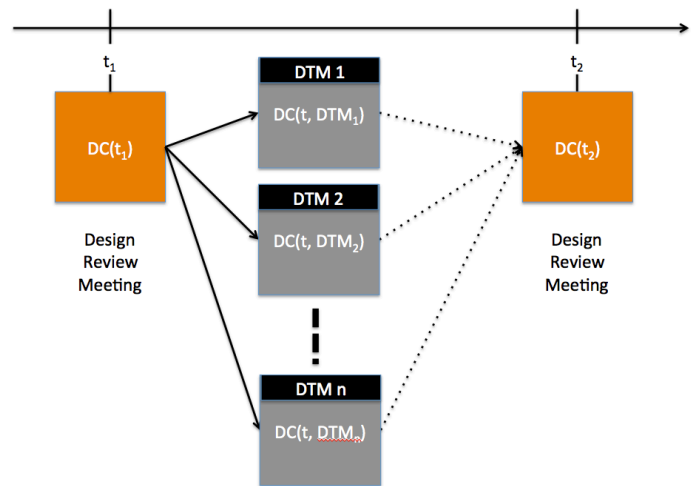 t₁
t₂
DTM 1
DC(t, DTM₁)
DC(t₁)
DC(t₂)
DTM 2
DC(t, DTM₂)
Design
Review
Meeting
Design
Review
Meeting
DTM n
DC(t, DTMₙ)